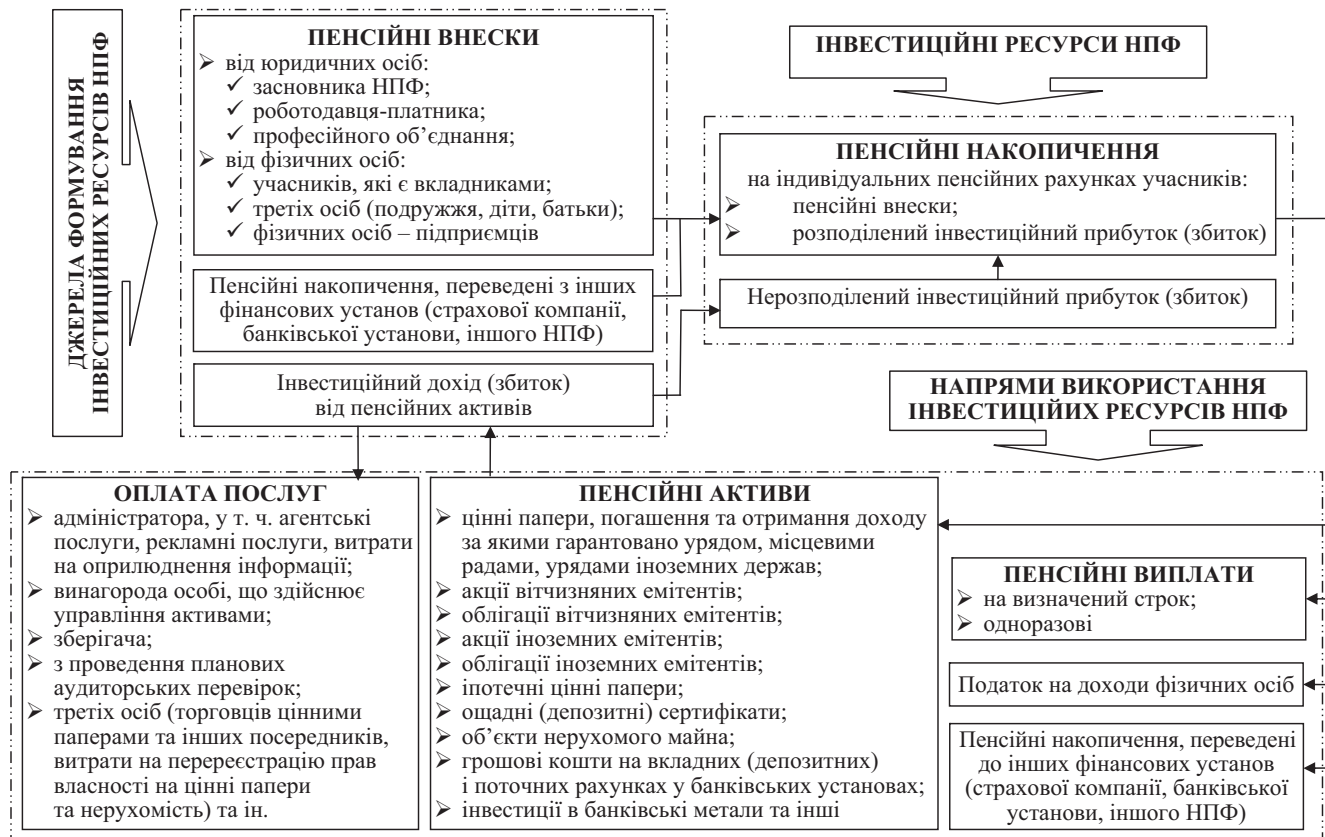 ДЖЕРЕЛА ФОРМУВАННЯ
ІНВЕСТИЦІЙНИХ РЕСУРСІВ НПФ
ПЕНСІЙНІ ВНЕСКИ
➢ від юридичних осіб:
✓ засновника НПФ;
✓ роботодавця-платника;
✓ професійного об’єднання;
➢ від фізичних осіб:
✓ учасників, які є вкладниками;
✓ третіх осіб (подружжя, діти, батьки);
✓ фізичних осіб – підприємців
Пенсійні накопичення, переведені з інших
фінансових установ (страхової компанії,
банківської установи, іншого НПФ)
Інвестиційний дохід (збиток)
від пенсійних активів
ІНВЕСТИЦІЙНІ РЕСУРСИ НПФ
ПЕНСІЙНІ НАКОПИЧЕННЯ
на індивідуальних пенсійних рахунках учасників:
➢ пенсійні внески;
➢ розподілений інвестиційний прибуток (збиток)
Нерозподілений інвестиційний прибуток (збиток)
НАПРЯМИ ВИКОРИСТАННЯ
ІНВЕСТИЦІЙИХ РЕСУРСІВ НПФ
ОПЛАТА ПОСЛУГ
➢ адміністратора, у т. ч. агентські
послуги, рекламні послуги, витрати
на оприлюднення інформації;
➢ винагорода особі, що здійснює
управління активами;
➢ зберігача;
➢ з проведення планових
аудиторських перевірок;
➢ третіх осіб (торговців цінними
паперами та інших посередників,
витрати на перереєстрацію прав
власності на цінні папери
та нерухомість) та ін.
ПЕНСІЙНІ АКТИВИ
➢ цінні папери, погашення та отримання доходу
за якими гарантовано урядом, місцевими
радами, урядами іноземних держав;
➢ акції вітчизняних емітентів;
➢ облігації вітчизняних емітентів;
➢ акції іноземних емітентів;
➢ облігації іноземних емітентів;
➢ іпотечні цінні папери;
➢ ощадні (депозитні) сертифікати;
➢ об’єкти нерухомого майна;
➢ грошові кошти на вкладних (депозитних)
і поточних рахунках у банківських установах;
➢ інвестиції в банківські метали та інші
ПЕНСІЙНІ ВИПЛАТИ
➢ на визначений строк;
➢ одноразові
Податок на доходи фізичних осіб
Пенсійні накопичення, переведені
до інших фінансових установ
(страхової компанії, банківської
установи, іншого НПФ)